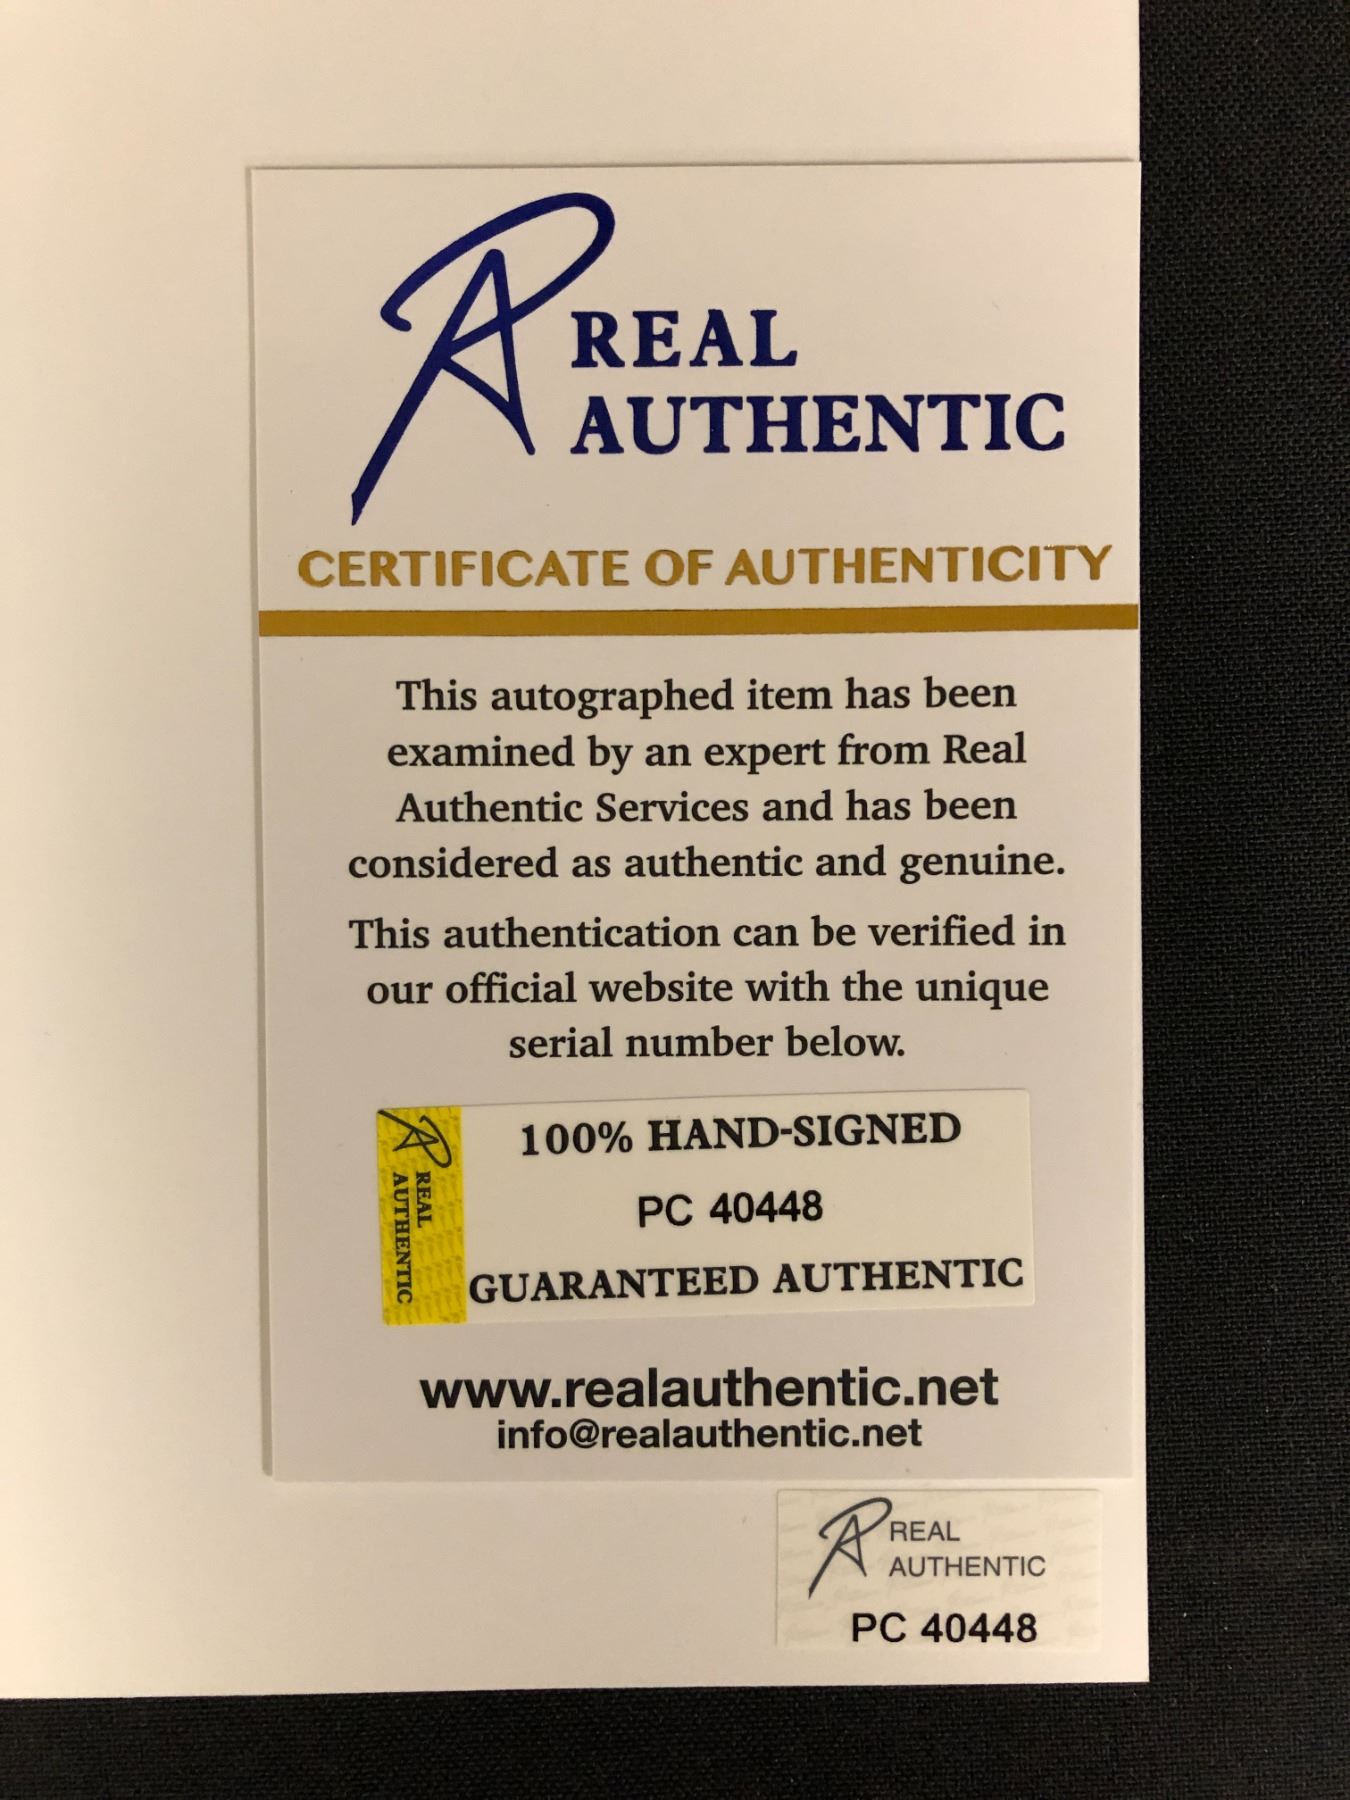 REAL
AUTHENTIC
CERTIFICATE OF AUTHENTICITY
This autographed item has been
examined by an expert from Real
Authentic Services and has been
considered as authentic and genuine.
This authentication can be verified in
our official website with the unique
serial number below.
REAL
AUTHENTIC
100% HAND-SIGNED
PC 40448
GUARANTEED AUTHENTIC
www.realauthentic.net
info@realauthentic.net
REAL
AUTHENTIC
PC 40448